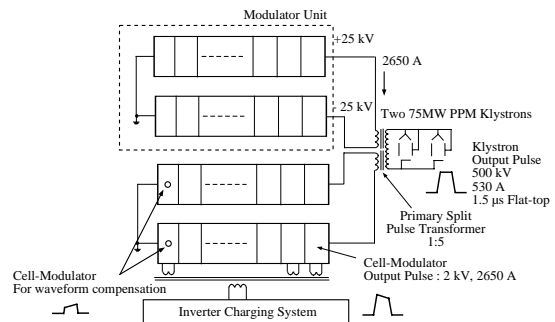 Modulator Unit
+25 kV
2650 A
- 25 kV
Two 75MW PPM Klystrons
Klystron
Output Pulse
500 kV
530 A
1.5 μs Flat-top
Primary Split
Pulse Transformer
1:5
Cell-Modulator
For waveform compensation
Cell-Modulator
Output Pulse : 2 kV, 2650 A
Inverter Charging System